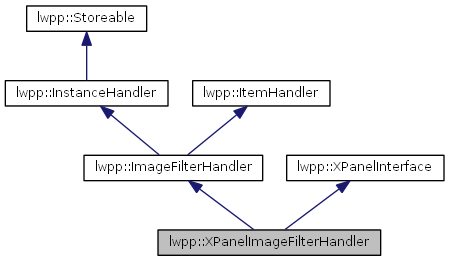 lwpp::Storeable
lwpp::InstanceHandler
lwpp::ItemHandler
lwpp::ImageFilterHandler
lwpp::XPanelInterface
lwpp::XPanelImageFilterHandler